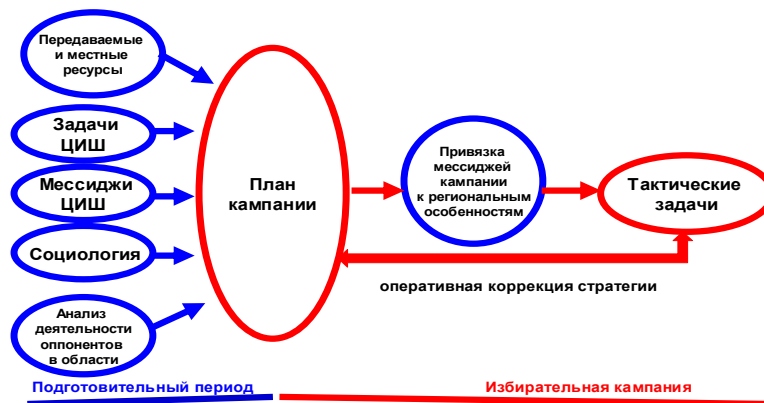 Передаваемые
и местные
ресурсы
Задачи
ЦИШ
Мессиджи
ЦИШ
Социология
Анализ
деятельности
оппонентов
в области
План
кампании
Привязка
мессиджей
кампании
к региональным
особенностям
Тактические
задачи
оперативная коррекция стратегии
Подготовительный период
Избирательная кампания